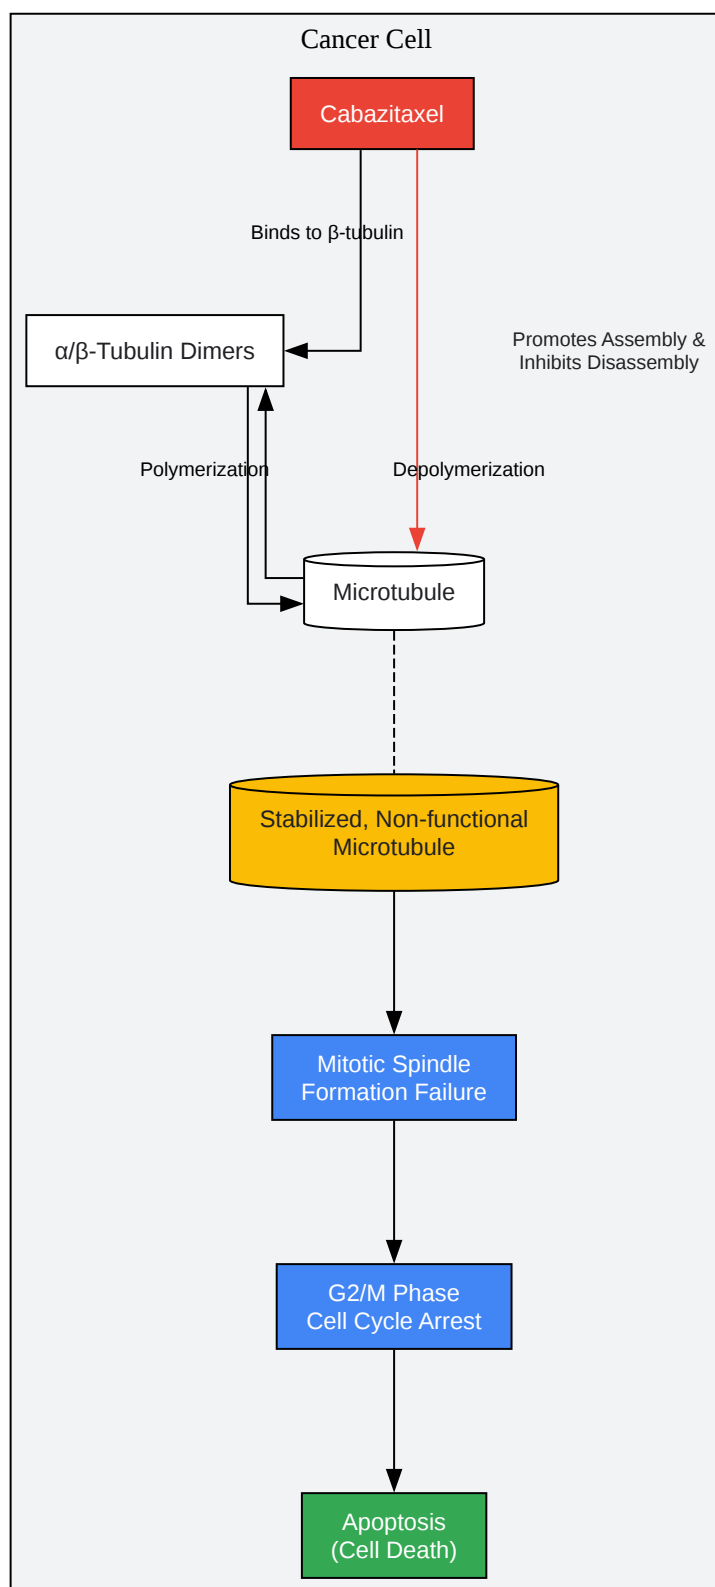 Cancer Cell
Cabazitaxel
Binds to β-tubulin
α/β-Tubulin Dimers
Promotes Assembly &
Inhibits Disassembly
Polymerization
Depolymerization
Microtubule
Stabilized, Non-functional
Microtubule
Mitotic Spindle
Formation Failure
G2/M Phase
Cell Cycle Arrest
Apoptosis
(Cell Death)